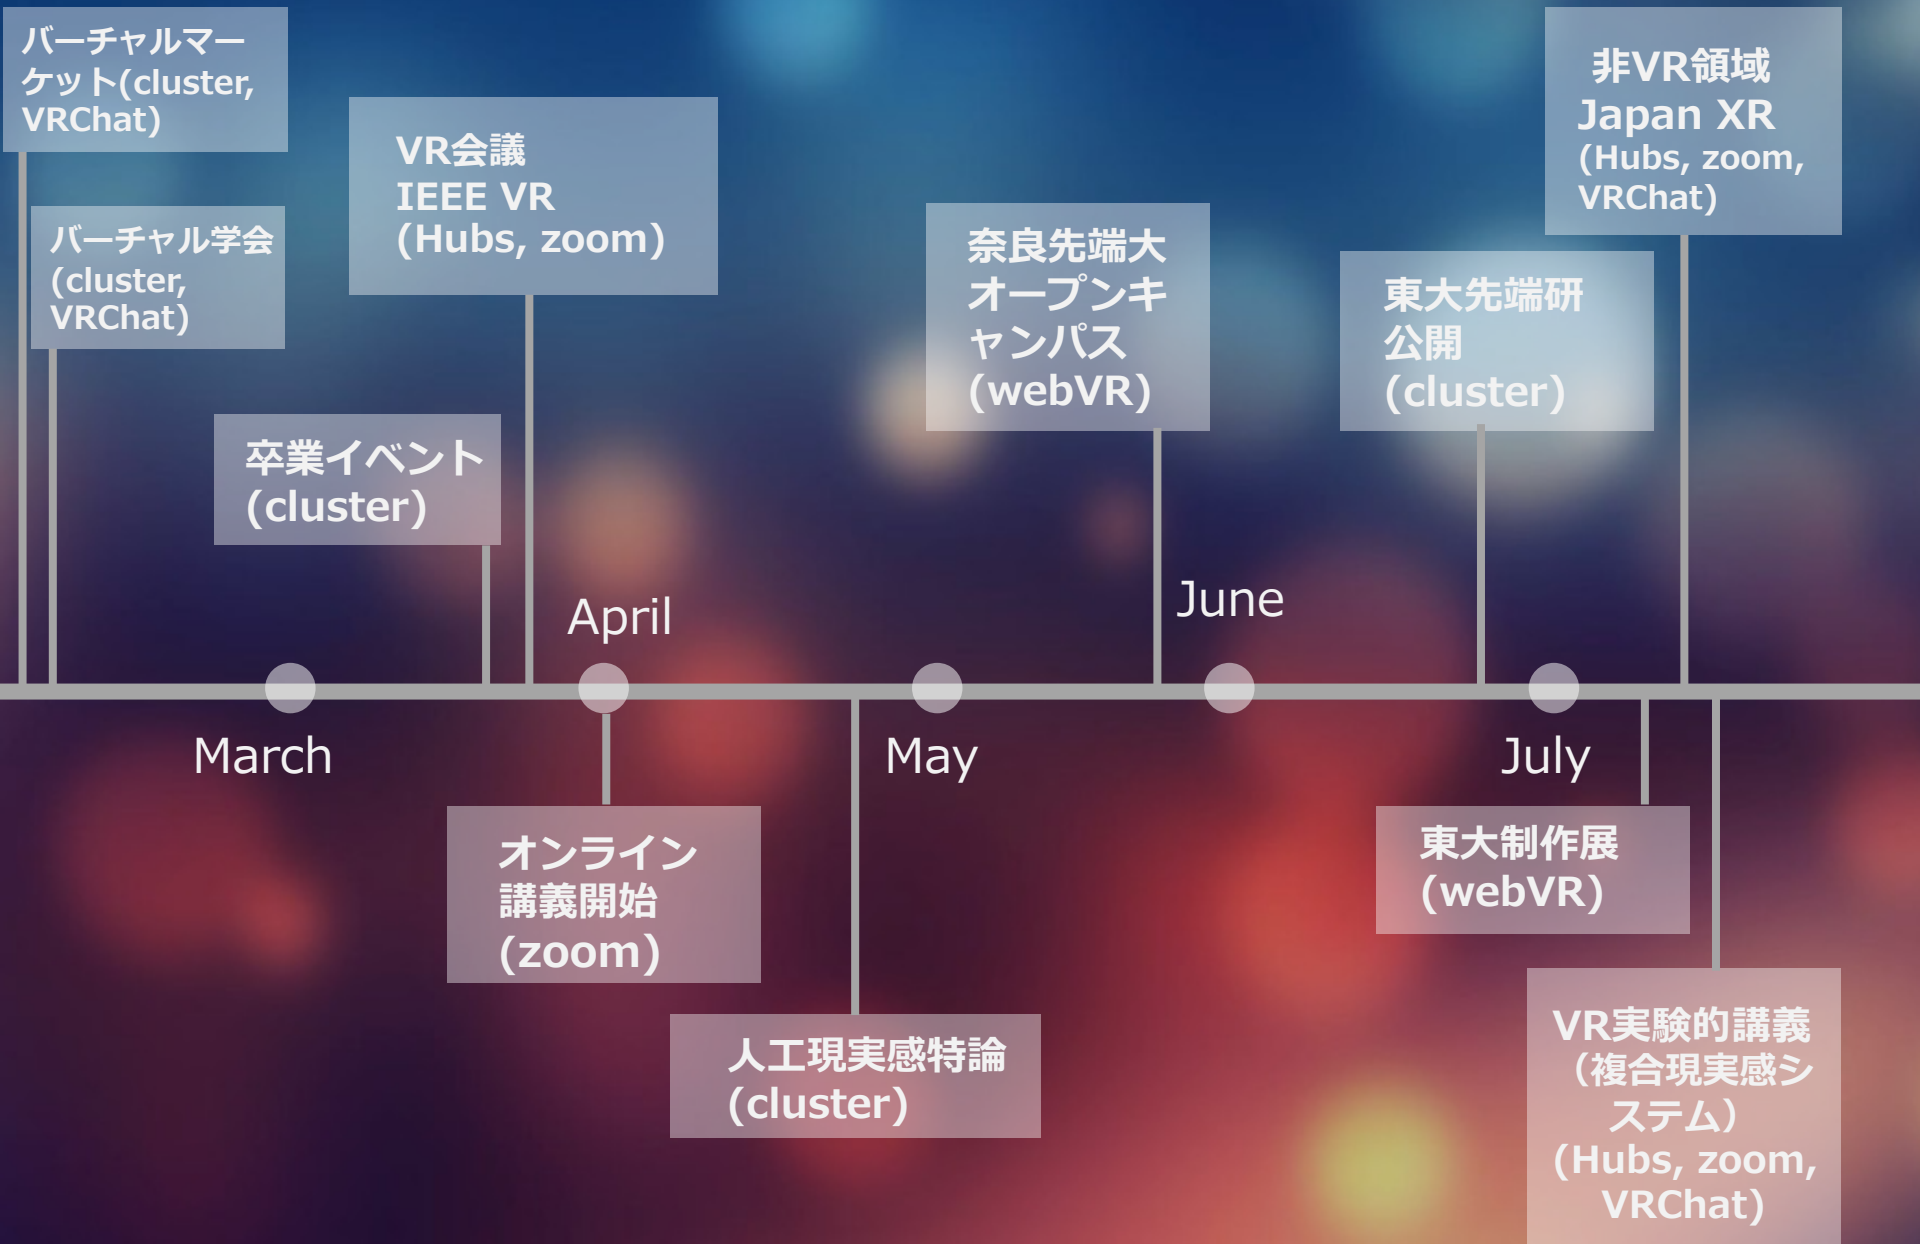 バーチャルマー
ケット(cluster,
VRChat)
バーチャル学会
(cluster,
VRChat)
卒業イベント
(cluster)
VR会議
IEEE VR
(Hubs, zoom)
奈良先端大
オープンキ
ャンパス
(webVR)
東大先端研
公開
(cluster)
非VR領域
Japan XR
(Hubs, zoom,
VRChat)
April
June
March
May
July
オンライン
講義開始
(zoom)
人工現実感特論
(cluster)
東大制作展
(webVR)
VR実験的講義
（複合現実感シ
ステム）
(Hubs, zoom,
VRChat)